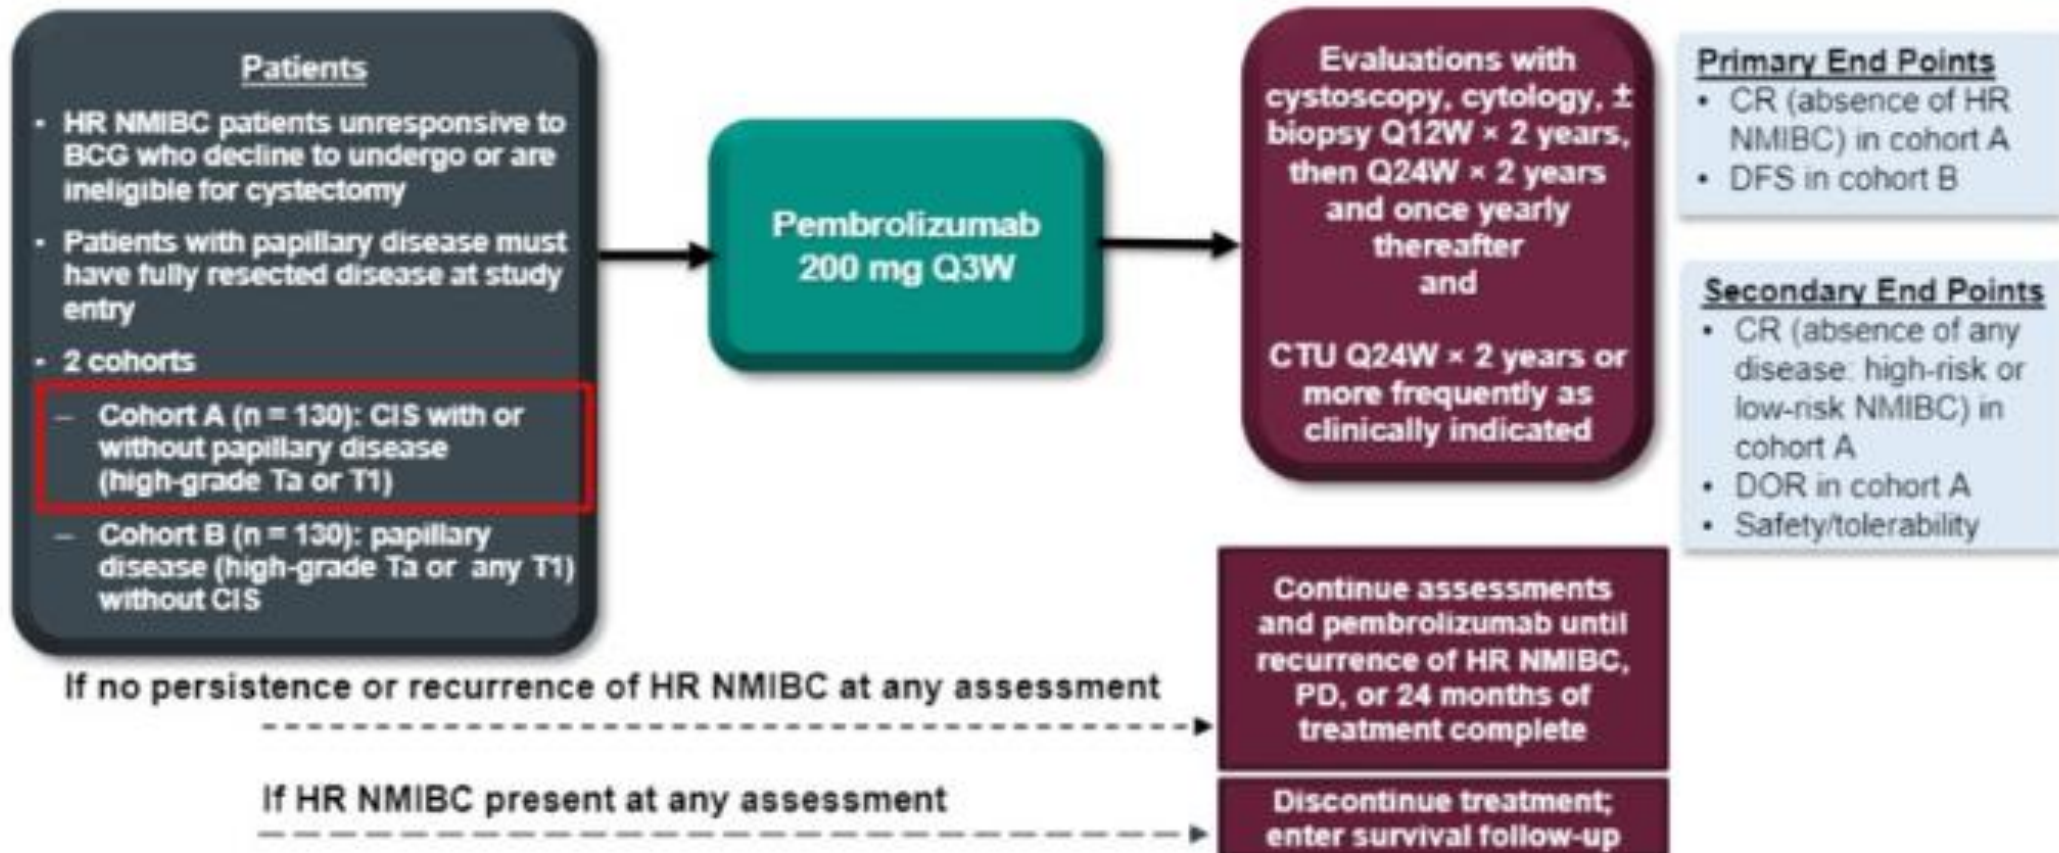 Patients
- HR NMIBC patients unresponsive to
BCG who decline to undergo or are
ineligible for cystectomy
- Patients with papillary disease must
have fully resected disease at study
entry
- 2 cohorts
– Cohort A (n = 130): CIS with or
without papillary disease
(high-grade Ta or T1)
– Cohort B (n = 130): papillary
disease (high-grade Ta or any T1)
without CIS
Pembrolizumab
200 mg Q3W
Evaluations with
cystoscopy, cytology, ±
biopsy Q12W × 2 years,
then Q24W × 2 years
and once yearly
thereafter
and
CTU Q24W × 2 years or
more frequently as
clinically indicated
Primary End Points
• CR (absence of HR
NMIBC) in cohort A
• DFS in cohort B
Secondary End Points
• CR (absence of any
disease: high-risk or
low-risk NMIBC) in
cohort A
• DOR in cohort A
• Safety/tolerability
If no persistence or recurrence of HR NMIBC at any assessment
Continue assessments
and pembrolizumab until
recurrence of HR NMIBC,
PD, or 24 months of
treatment complete
If HR NMIBC present at any assessment
Discontinue treatment;
enter survival follow-up